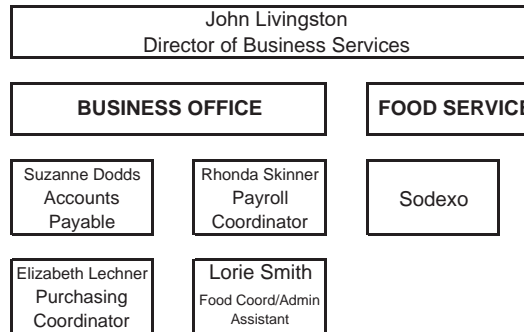 John Livingston
Director of Business Services
BUSINESS OFFICE
FOOD SERVICE
Suzanne Dodds
Accounts
Payable
Rhonda Skinner
Payroll
Coordinator
Sodexo
Elizabeth Lechner
Purchasing
Coordinator
Lorie Smith
Food Coord/Admin
Assistant